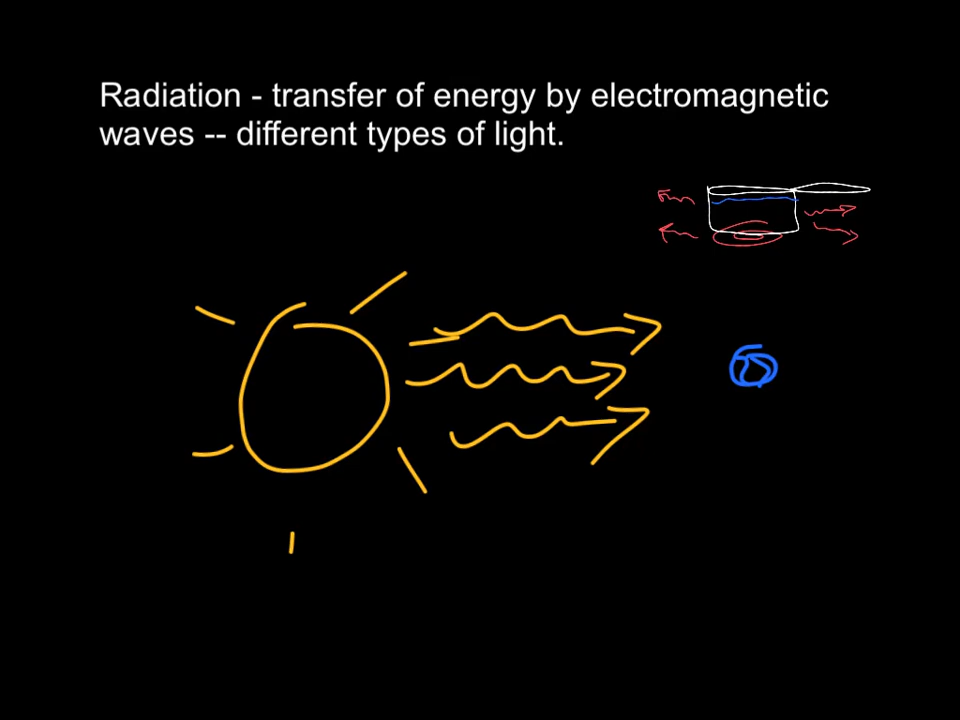 Radiation - transfer of energy by electromagnetic
waves -- different types of light.